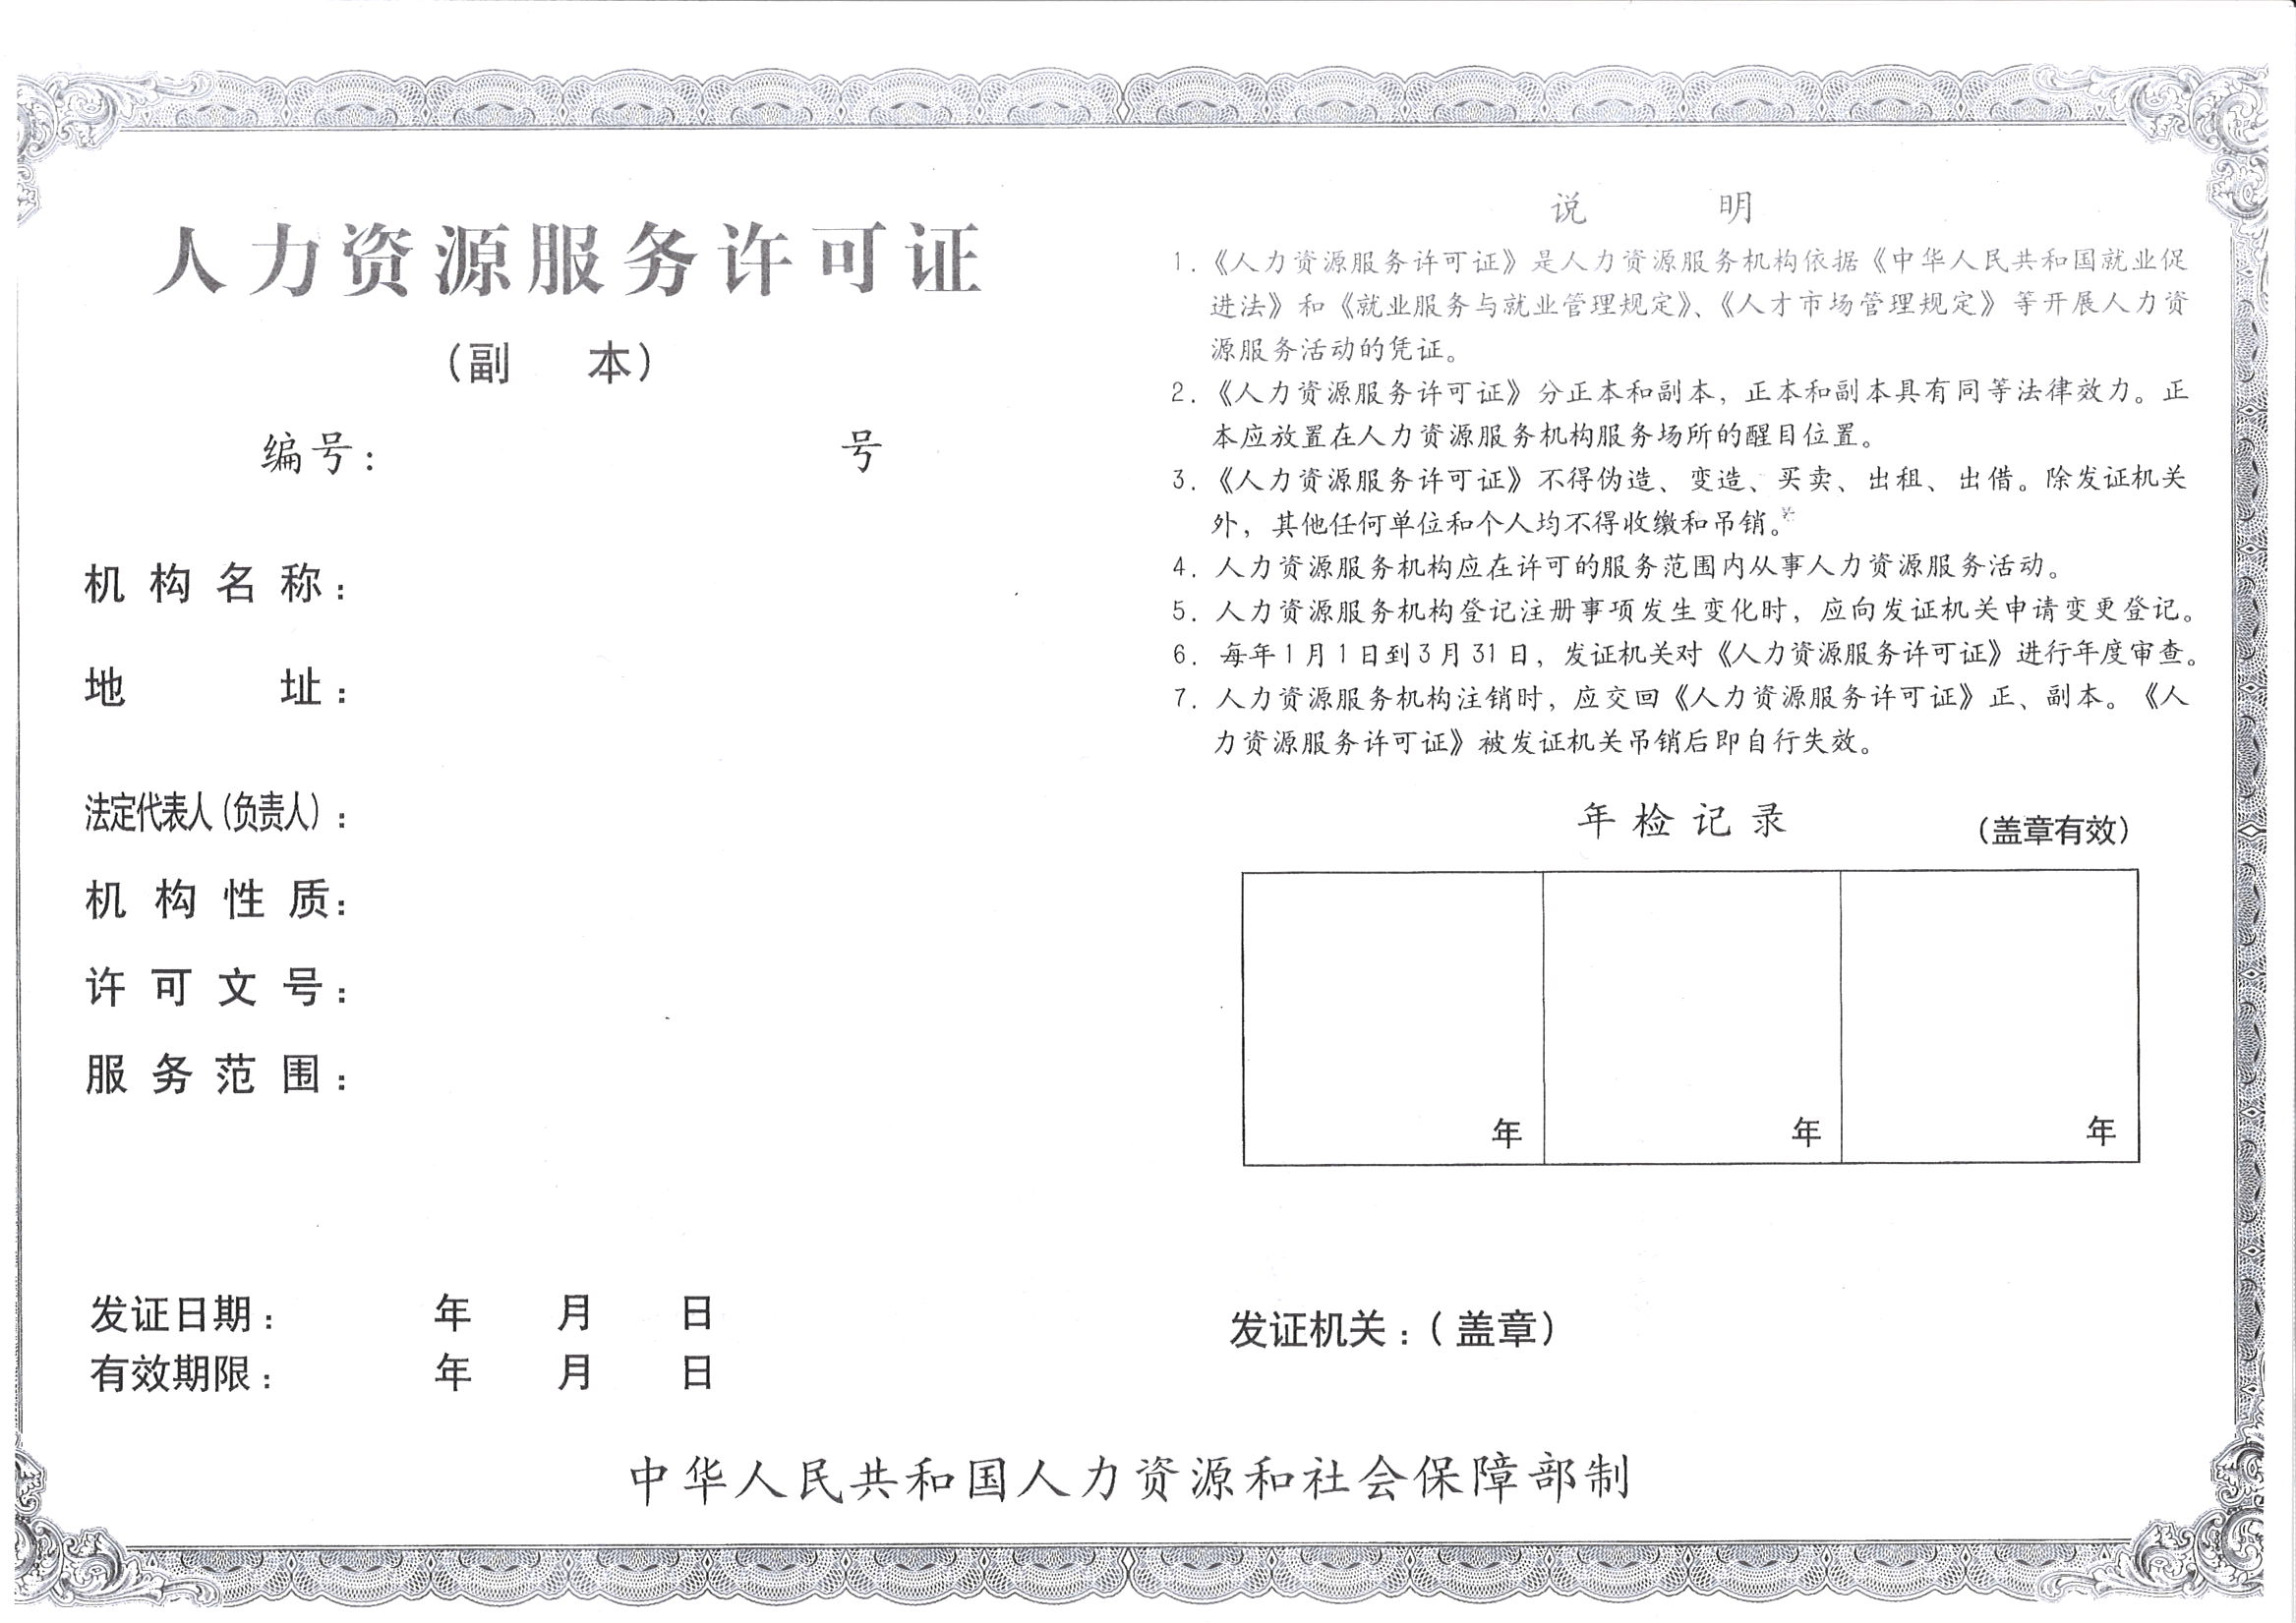 人力资源服务许可证
（副 本）
编号： 号
机构名称：
地 址：
法定代表人（负责人）：
机构性质：
许可文号：
服务范围：
发证日期： 年 月 日
有效期限： 年 月 日
说 明
1.《人力资源服务许可证》是人力资源服务机构依据《中华人民共和国就业促
进法》和《就业服务与就业管理规定》、《人才市场管理规定》等开展人力资
源服务活动的凭证。
2.《人力资源服务许可证》分正本和副本，正本和副本具有同等法律效力。正
本应放置在人力资源服务机构服务场所的醒目位置。
3.《人力资源服务许可证》不得伪造、变造、买卖、出租、出借。除发证机关
外，其他任何单位和个人均不得收缴和吊销。
4.人力资源服务机构应在许可的服务范围内从事人力资源服务活动。
5.人力资源服务机构登记注册事项发生变化时，应向发证机关申请变更登记。
6.每年1月1日到3月31日，发证机关对《人力资源服务许可证》进行年度审查。
7.人力资源服务机构注销时，应交回《人力资源服务许可证》正、副本。《人
力资源服务许可证》被发证机关吊销后即自行失效。
年检记录 （盖章有效）
年 年 年
发证机关：（盖章）
中华人民共和国人力资源和社会保障部制